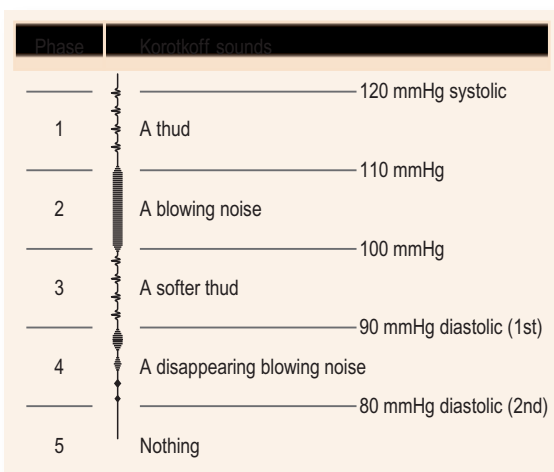 Phase Korotkoff sounds
120 mmHg systolic
1 A thud
110 mmHg
2 A blowing noise
100 mmHg
3 A softer thud
90 mmHg diastolic (1st)
4 A disappearing blowing noise
80 mmHg diastolic (2nd)
5 Nothing